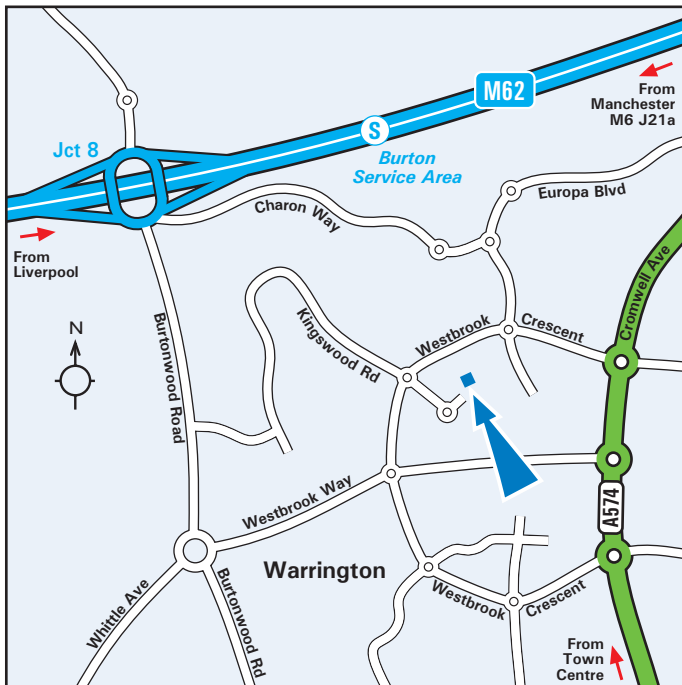 M62
From
Manchester
M6 J21a
S
Jct 8
Burton
Service Area
Europa Blvd
Charon Way
From
Liverpool
Cromwell Ave
N
Burtonwood Road
Kingswood Rd
Westbrook
Crescent
Westbrook Way
A574
Warrington
Whittle Ave
Burtonwood Rd
Westbrook
Crescent
From
Town
Centre